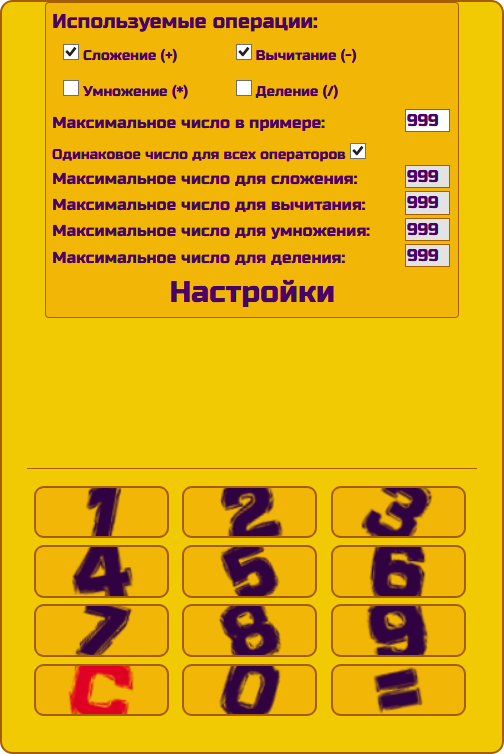 Используемые операции:
Сложение (+) Вычитание (-)
Умножение (*) Деление (/)
Максимальное число в примере: 999
Одинаковое число для всех операторов
Максимальное число для сложения: 999
Максимальное число для вычитания: 999
Максимальное число для умножения: 999
Максимальное число для деления: 999
Настройки
1 2 3
4 5 6
7 8 9
C 0 =